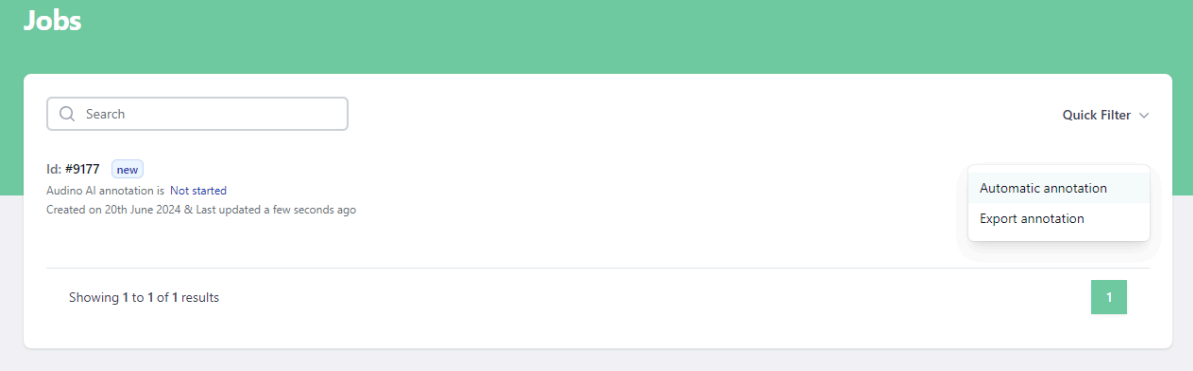 Jobs
Search
Quick Filter
Id: #9177 new
Audino AI annotation is Not started
Created on 20th June 2024 & Last updated a few seconds ago
Automatic annotation
Export annotation
Showing 1 to 1 of 1 results
1